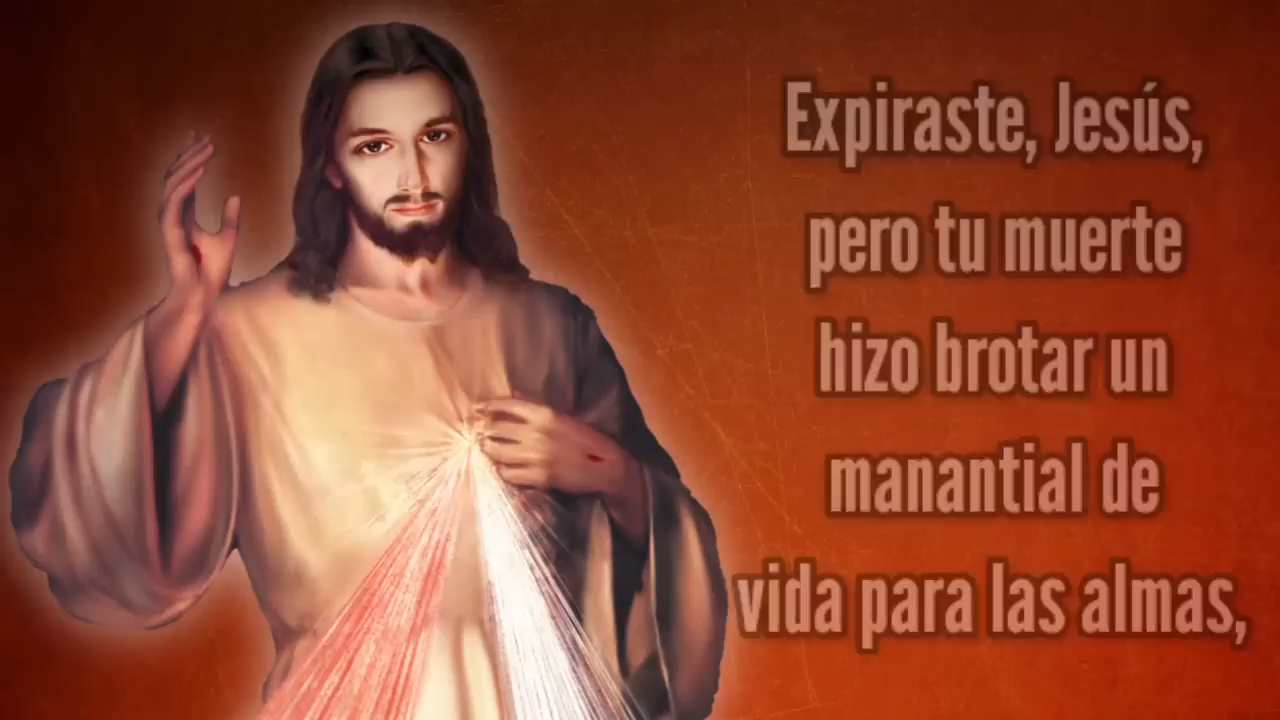 Expiraste, Jesús,
pero tu muerte
hizo brotar un
manantial de
vida para las almas,